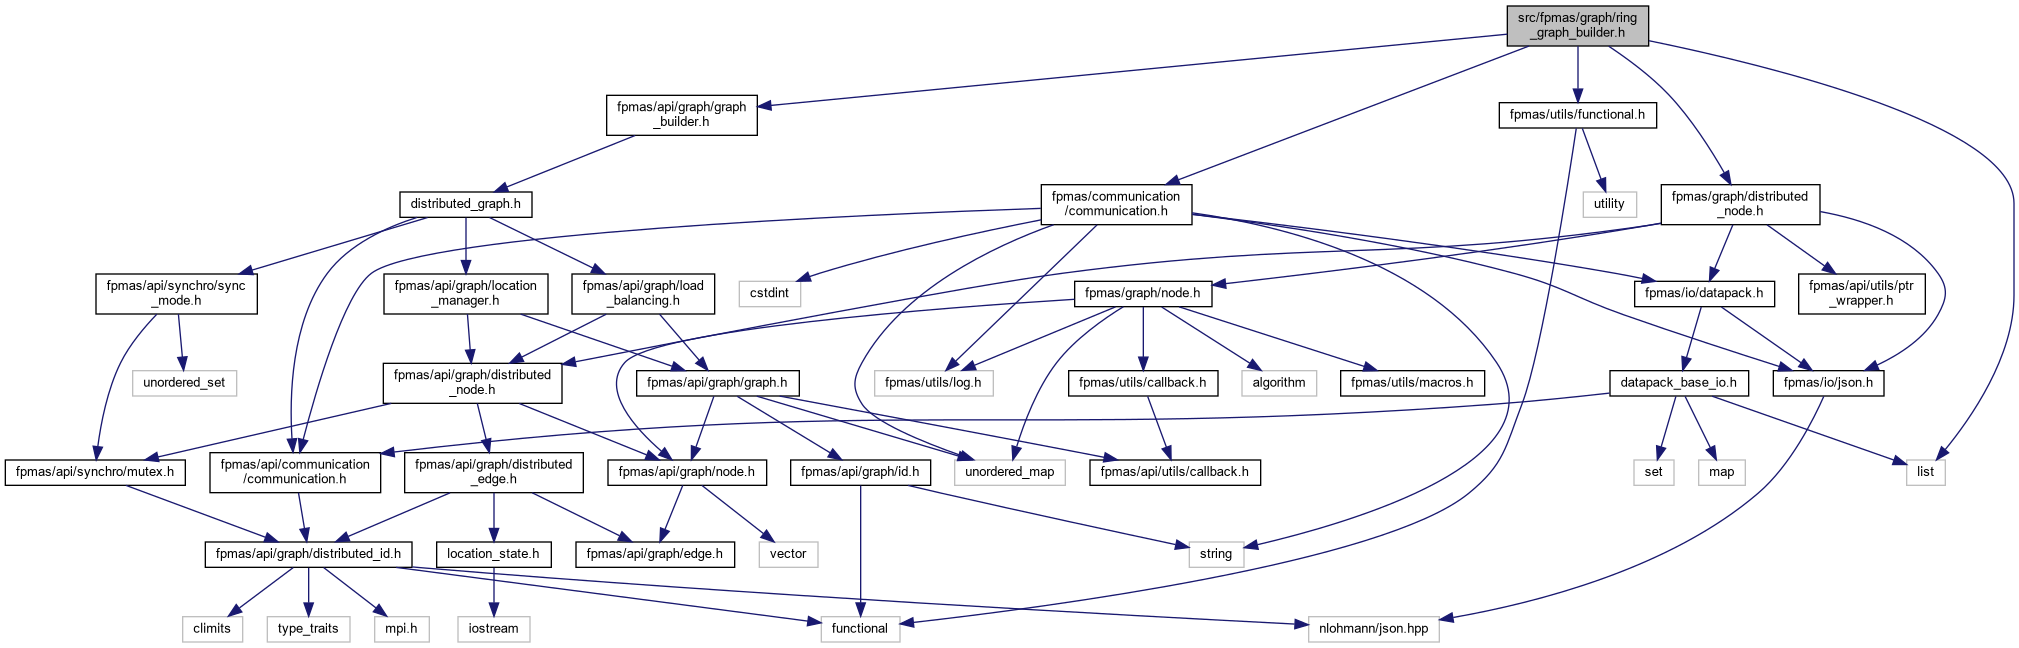 src/fpmas/graph/ring
_graph_builder.h
fpmas/api/graph/graph
_builder.h
fpmas/utils/functional.h
distributed_graph.h
fpmas/communication
/communication.h
utility
fpmas/graph/distributed
_node.h
fpmas/api/synchro/sync
_mode.h
fpmas/api/graph/location
_manager.h
fpmas/api/graph/load
_balancing.h
cstdint
fpmas/graph/node.h
fpmas/io/datapack.h
fpmas/api/utils/ptr
_wrapper.h
unordered_set
fpmas/api/graph/distributed
_node.h
fpmas/api/graph/graph.h
fpmas/utils/log.h
fpmas/utils/callback.h
algorithm
fpmas/utils/macros.h
datapack_base_io.h
fpmas/io/json.h
fpmas/api/synchro/mutex.h
fpmas/api/communication
/communication.h
fpmas/api/graph/distributed
_edge.h
fpmas/api/graph/node.h
fpmas/api/graph/id.h
unordered_map
fpmas/api/utils/callback.h
set
map
list
fpmas/api/graph/distributed_id.h
location_state.h
fpmas/api/graph/edge.h
vector
string
climits
type_traits
mpi.h
iostream
functional
nlohmann/json.hpp